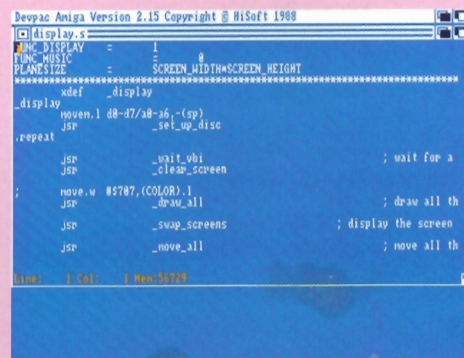 Devpac Amiga Version 2.15 Copyright © HiSoft 1988
display.s
FUNC_DISPLAY = 1
FUNC_MUSIC = 0
PLANESIZE = SCREEN_WIDTH*SCREEN_HEIGHT
************************************************************
xdef _display
_display
movem.l d0-d7/a0-a6,-(sp)
jsr _set_up_disc
.repeat
jsr _wait_vbi ; wait for a
jsr _clear_screen
; move.w #$707,(COLOR).l
jsr _draw_all ; draw all th
jsr _swap_screens ; display the screen
jsr _move_all ; move all th
Line: 1 Col: 1 Mem:56729